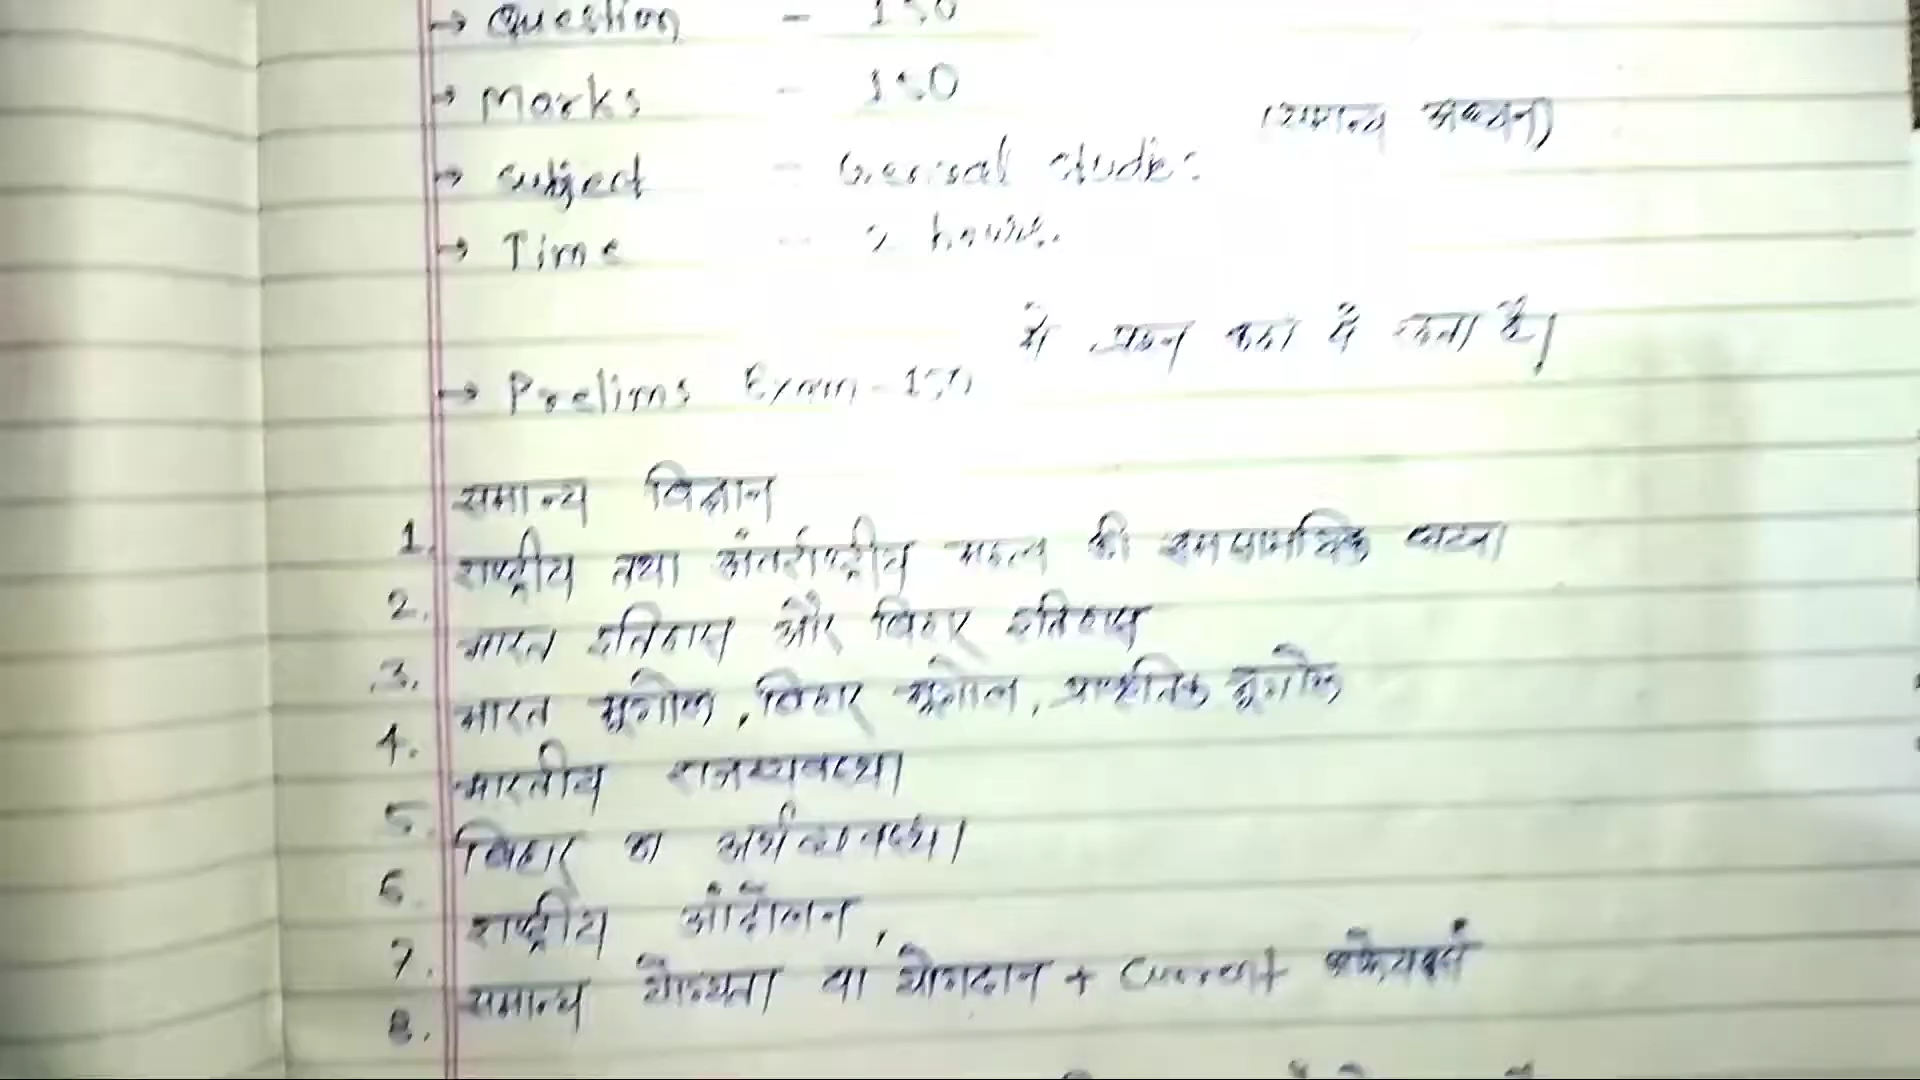 → Question - 150
→ Marks - 150
→ Subject - General Studies (समान्य अध्ययन)
→ Time - 2 hours.
→ Prelims Exam - 150 में प्रश्न कहा से रहता है।
समान्य विज्ञान
1. राष्ट्रीय तथा अंतर्राष्ट्रीय महत्व की समसामयिक घटना
2. भारत इतिहास और बिहार इतिहास
3. भारत भूगोल, बिहार भूगोल, प्राकृतिक भूगोल
4. भारतीय राजव्यवस्था
5. बिहार का अर्थव्यवस्था
6. राष्ट्रीय आंदोलन,
7. समान्य योग्यता वा योगदान + Current
8.